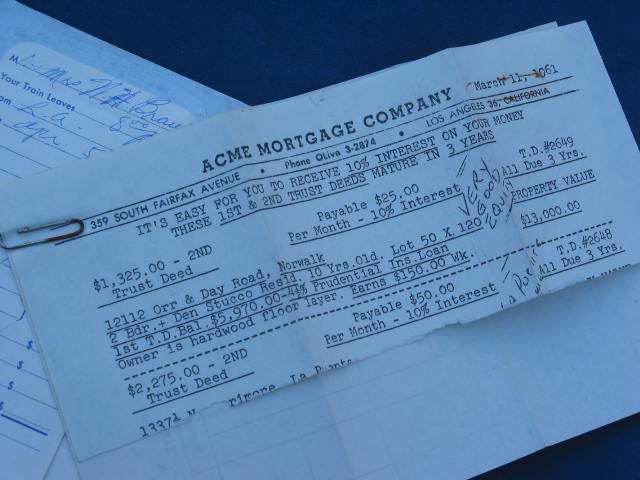 Mrs
Your Train Leaves
L.A.
Apr. 5
March 11, 1961
ACME MORTGAGE COMPANY
359 SOUTH FAIRFAX AVENUE • Phone Olive 3-2874 • LOS ANGELES 36, CALIFORNIA
IT'S EASY FOR YOU TO RECEIVE 10% INTEREST ON YOUR MONEY
THESE 1ST & 2ND TRUST DEEDS MATURE IN 3 YEARS
$1,325.00 - 2ND Payable $25.00 T.D.#2649
Trust Deed Per Month - 10% Interest All Due 3 Yrs.
VERY
GOOD
EQUITY
12112 Orr & Day Road, Norwalk PROPERTY VALUE
2 Bdr.+ Den Stucco Resid, 10 Yrs.Old, Lot 50 X 120 $13,000.00
1st T.D.Bal.$5,970.00-4½% Prudential Ins.Loan
Owner is hardwood floor layer. Earns $150.00 Wk.
$2,275.00 - 2ND Payable $50.00 T.D.#2648
Trust Deed Per Month - 10% Interest All Due 3 Yrs.
13371 N